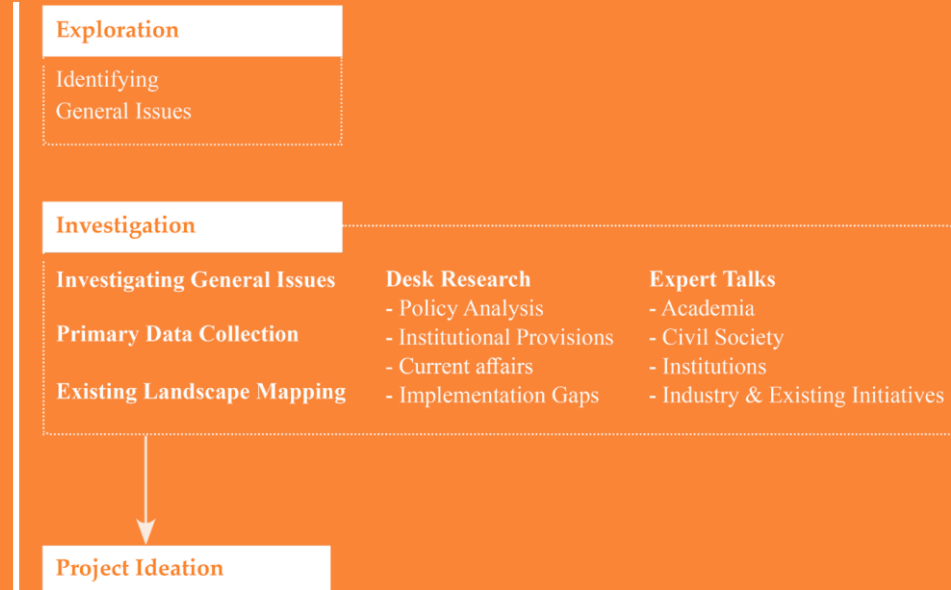 Exploration
Identifying
General Issues
Investigation
Investigating General Issues
Primary Data Collection
Existing Landscape Mapping
Desk Research
- Policy Analysis
- Institutional Provisions
- Current affairs
- Implementation Gaps
Expert Talks
- Academia
- Civil Society
- Institutions
- Industry & Existing Initiatives
Project Ideation